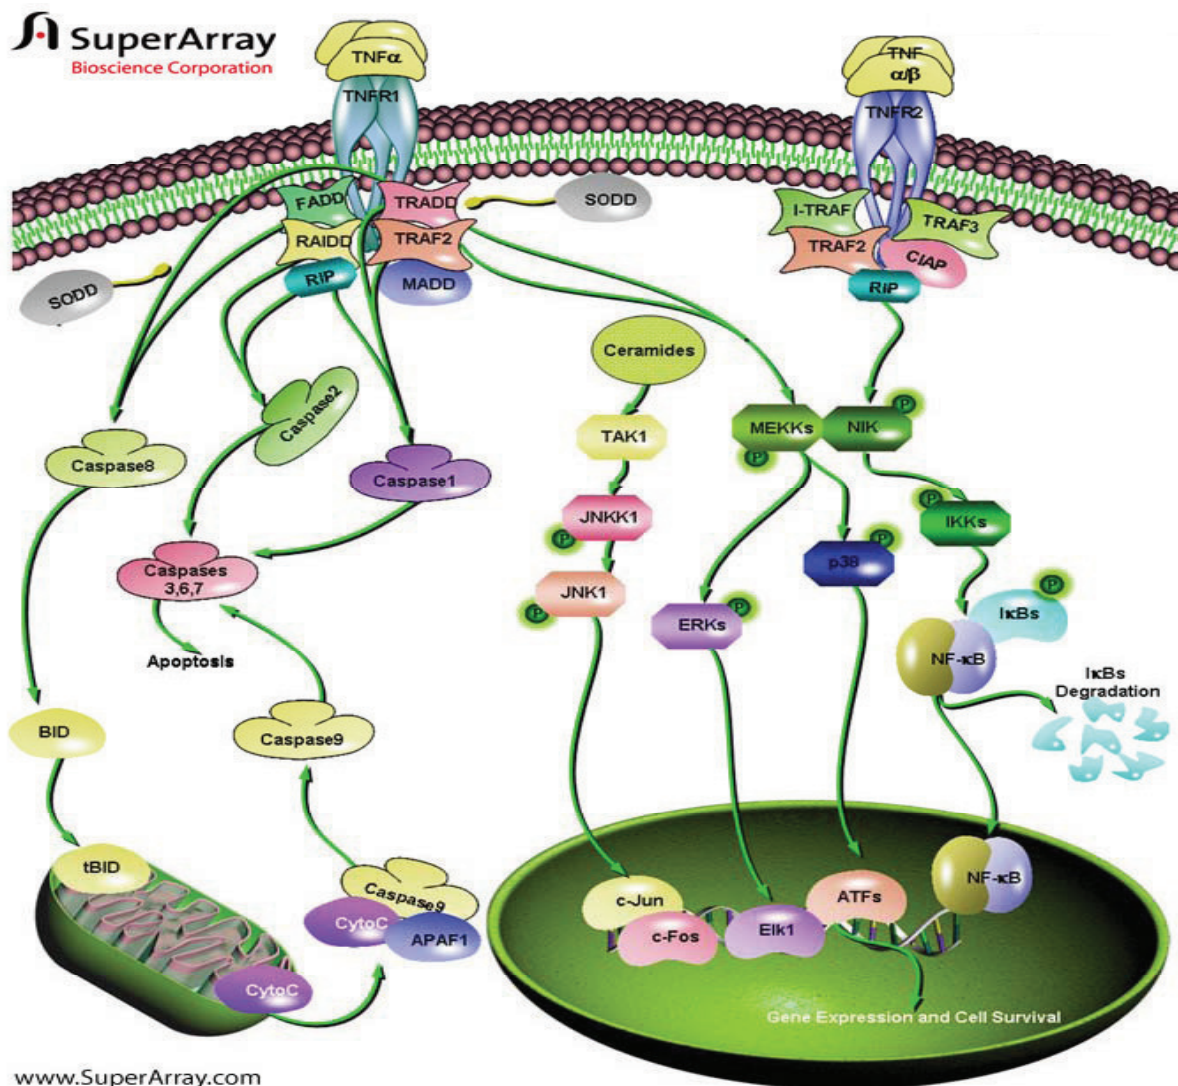 SuperArray
Bioscience Corporation
TNFα
TNFR1
TNF
α/β
TNFR2
FADD
TRADD
SODD
RAIDD
TRAF2
RIP
MADD
SODD
I-TRAF
TRAF3
TRAF2
CIAP
RIP
Ceramides
Caspase2
TAK1
MEKKs
NIK
P
P
Caspase8
Caspase1
JNKK1
P
IKKs
P
Caspases
3,6,7
p38
P
JNK1
P
ERKs
P
IκBs
P
NF-κB
Apoptosis
IκBs
Degradation
BID
Caspase9
tBID
Caspase9
CytoC
APAF1
CytoC
c-Jun
c-Fos
Elk1
ATFs
NF-κB
Gene Expression and Cell Survival
www.SuperArray.com